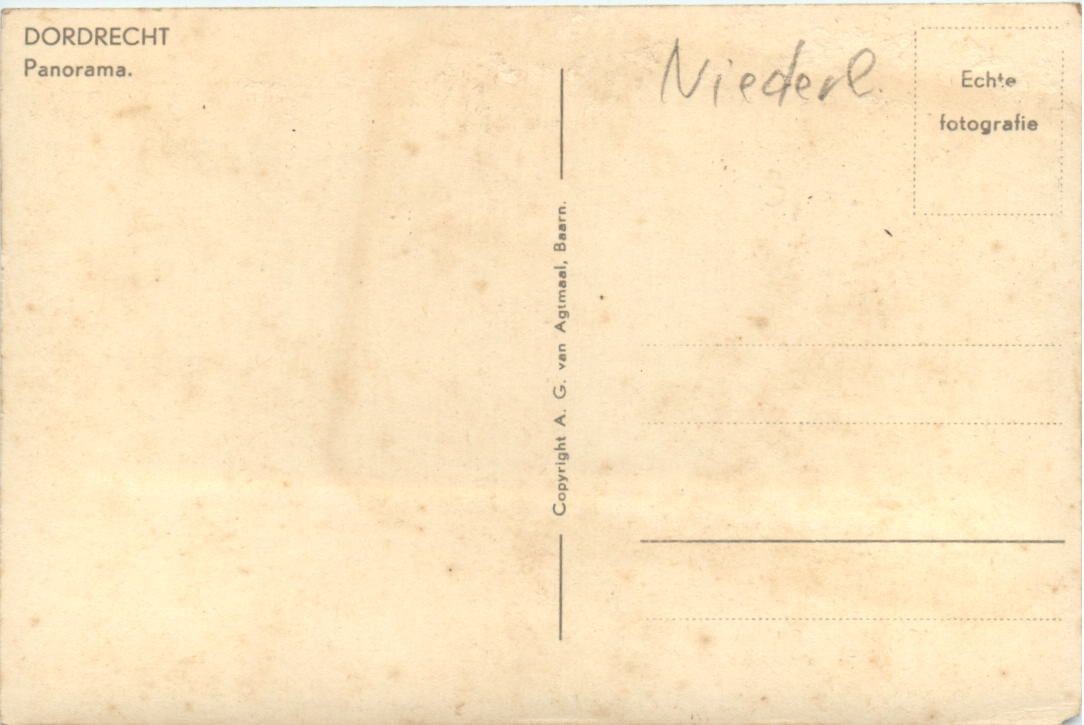 DORDRECHT
Panorama.
Niederl.
Echte
fotografie
Copyright A. G. van Agtmaal, Baarn.